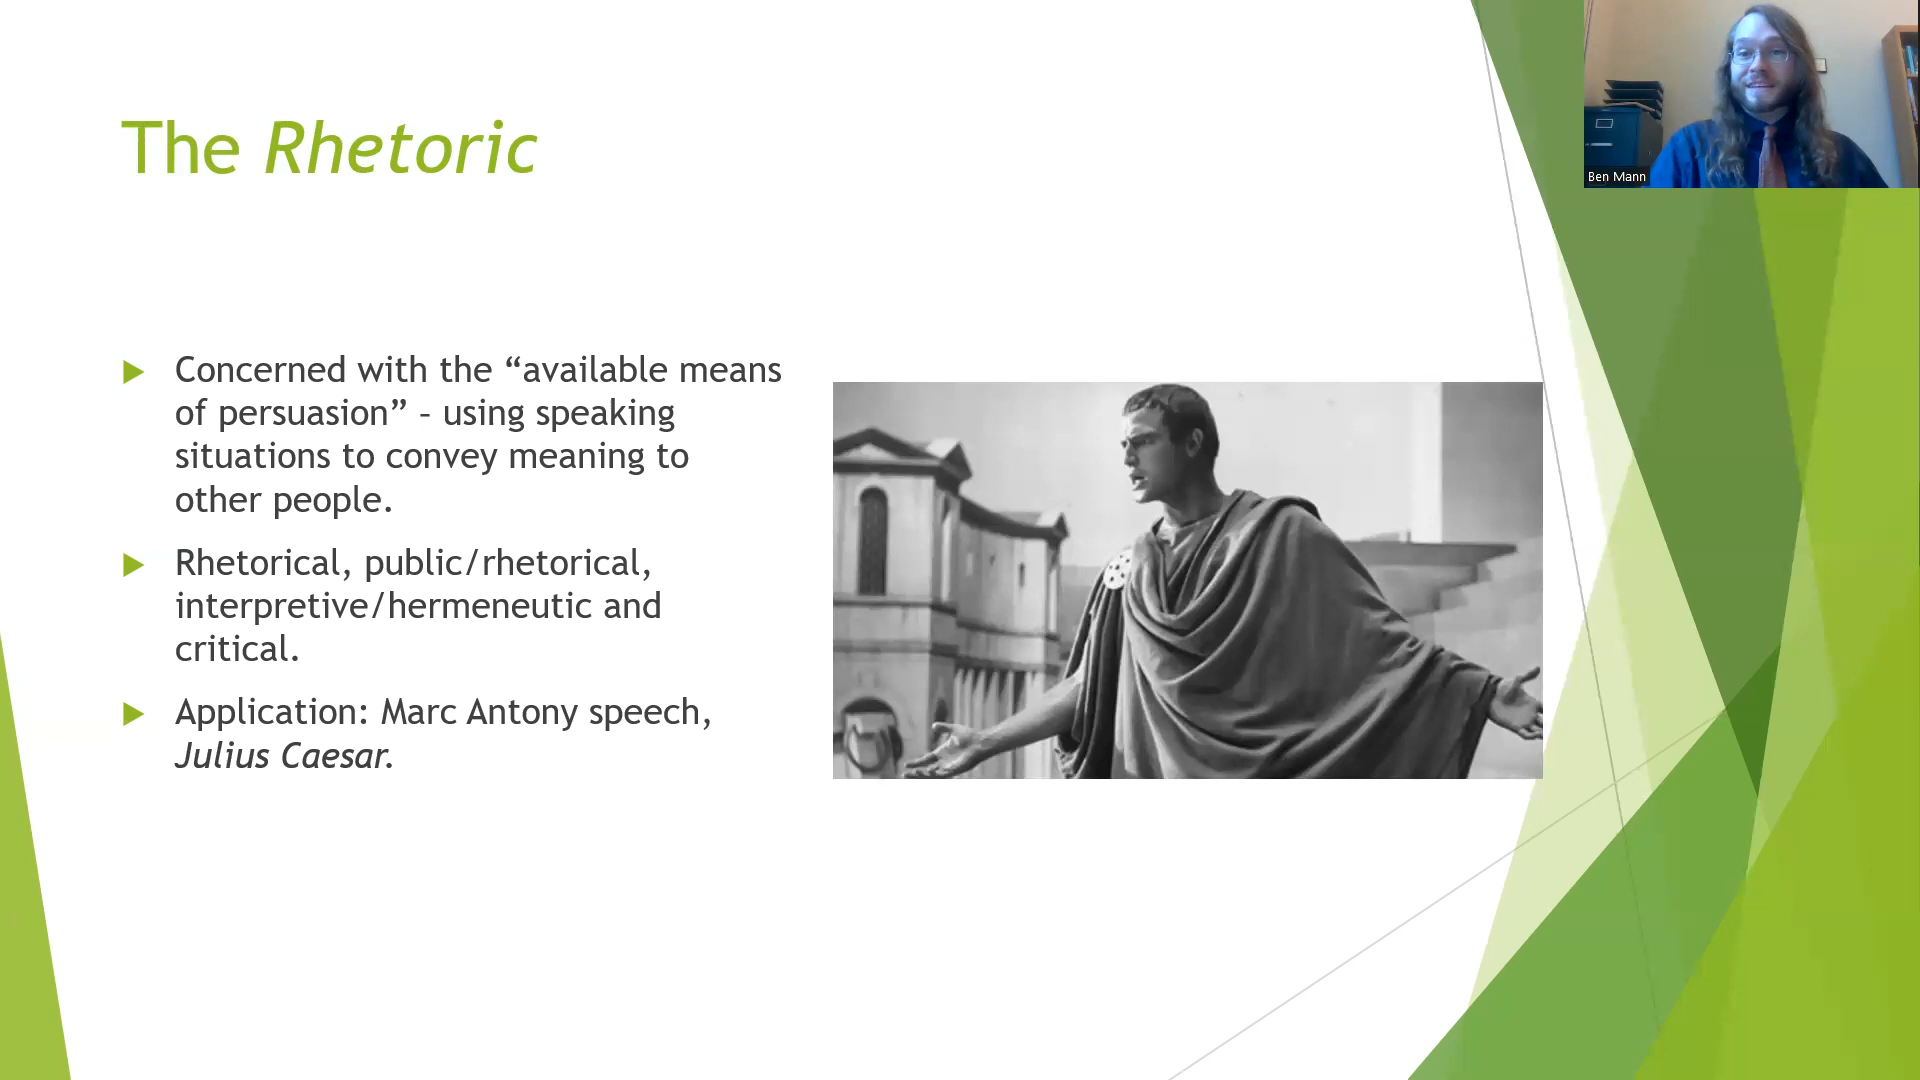 The Rhetoric
Concerned with the “available means
of persuasion” – using speaking
situations to convey meaning to
other people.
Rhetorical, public/rhetorical,
interpretive/hermeneutic and
critical.
Application: Marc Antony speech,
Julius Caesar.
Ben Mann